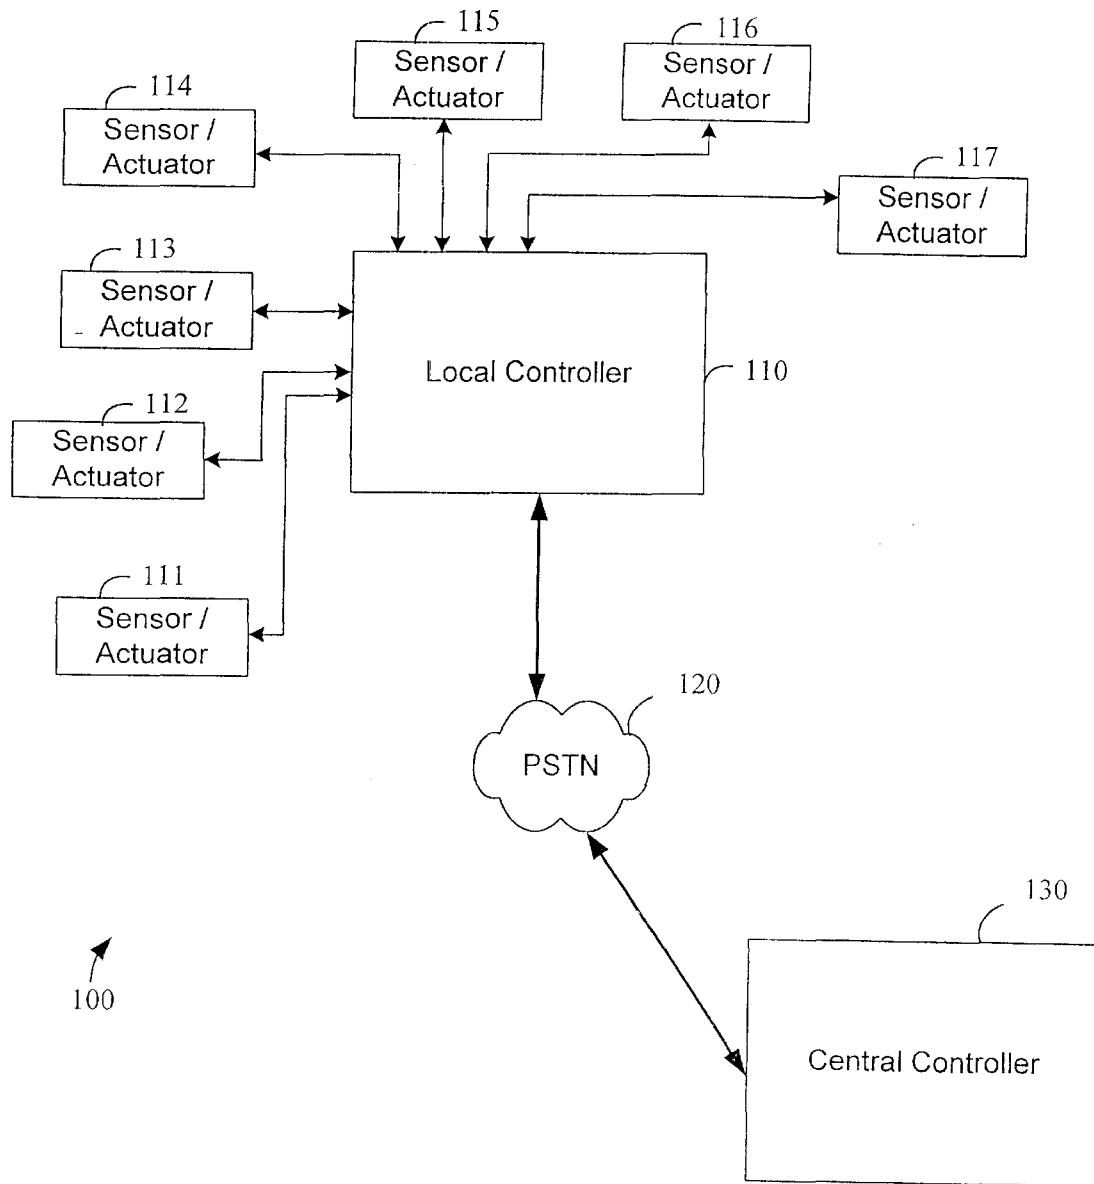 115
Sensor /
Actuator
116
Sensor /
Actuator
114
Sensor /
Actuator
117
Sensor /
Actuator
113
Sensor /
Actuator
Local Controller
110
112
Sensor /
Actuator
111
Sensor /
Actuator
120
PSTN
130
100
Central Controller